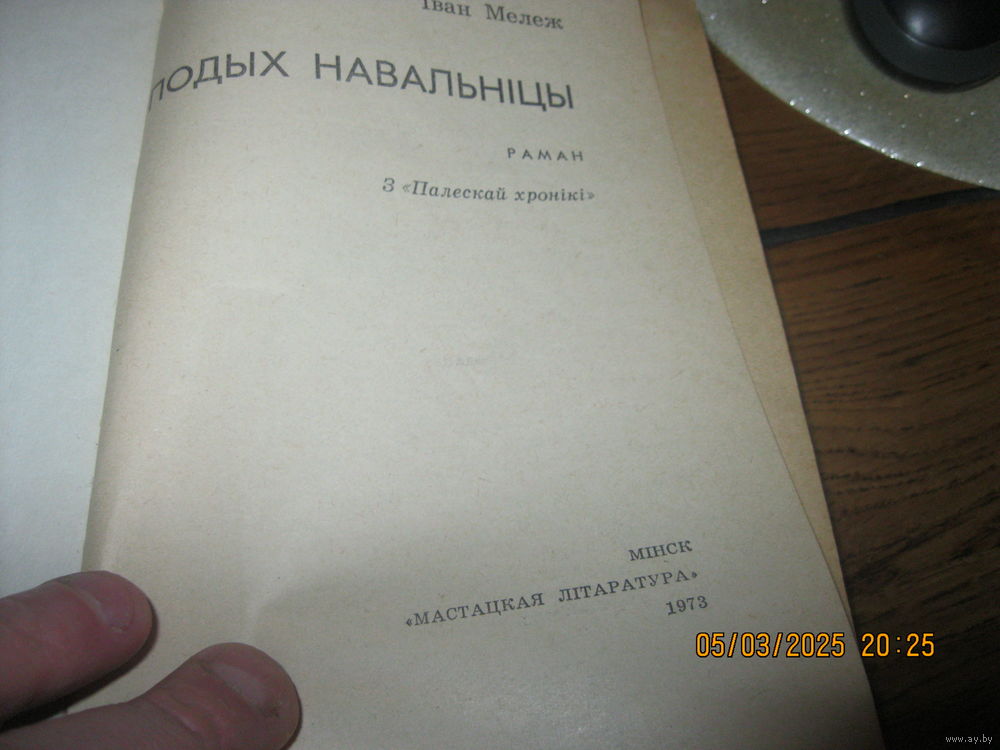 Іван Мележ
ПОДЫХ НАВАЛЬНІЦЫ
РАМАН
З «Палескай хронікі»
МІНСК
«МАСТАЦКАЯ ЛІТАРАТУРА»
1973
05/03/2025 20:25
www.ay.by